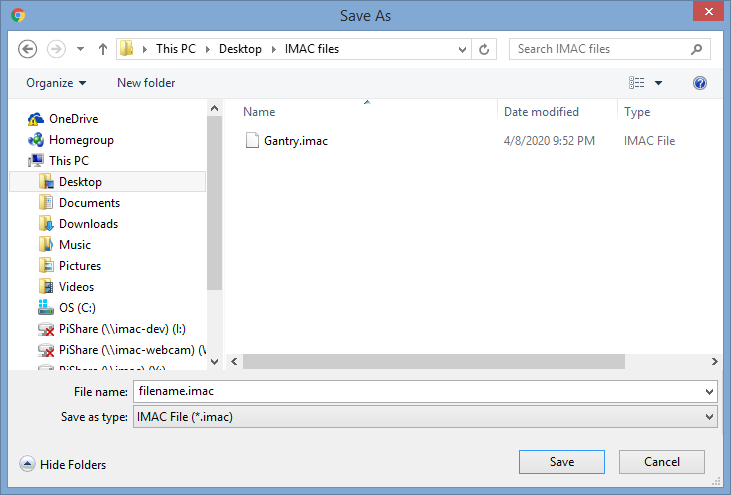 Save As
This PC Desktop IMAC files
Search IMAC files
Organize New folder
Name Date modified Type
OneDrive
Homegroup
This PC
Desktop
Documents
Downloads
Music
Pictures
Videos
OS (C:)
PiShare (\\imac-dev) (I:)
PiShare (\\imac-webcam) (W
PiShare (\\imac) (Y:)
Gantry.imac 4/8/2020 9:52 PM IMAC File
File name: filename.imac
Save as type: IMAC File (*.imac)
Hide Folders
Save Cancel